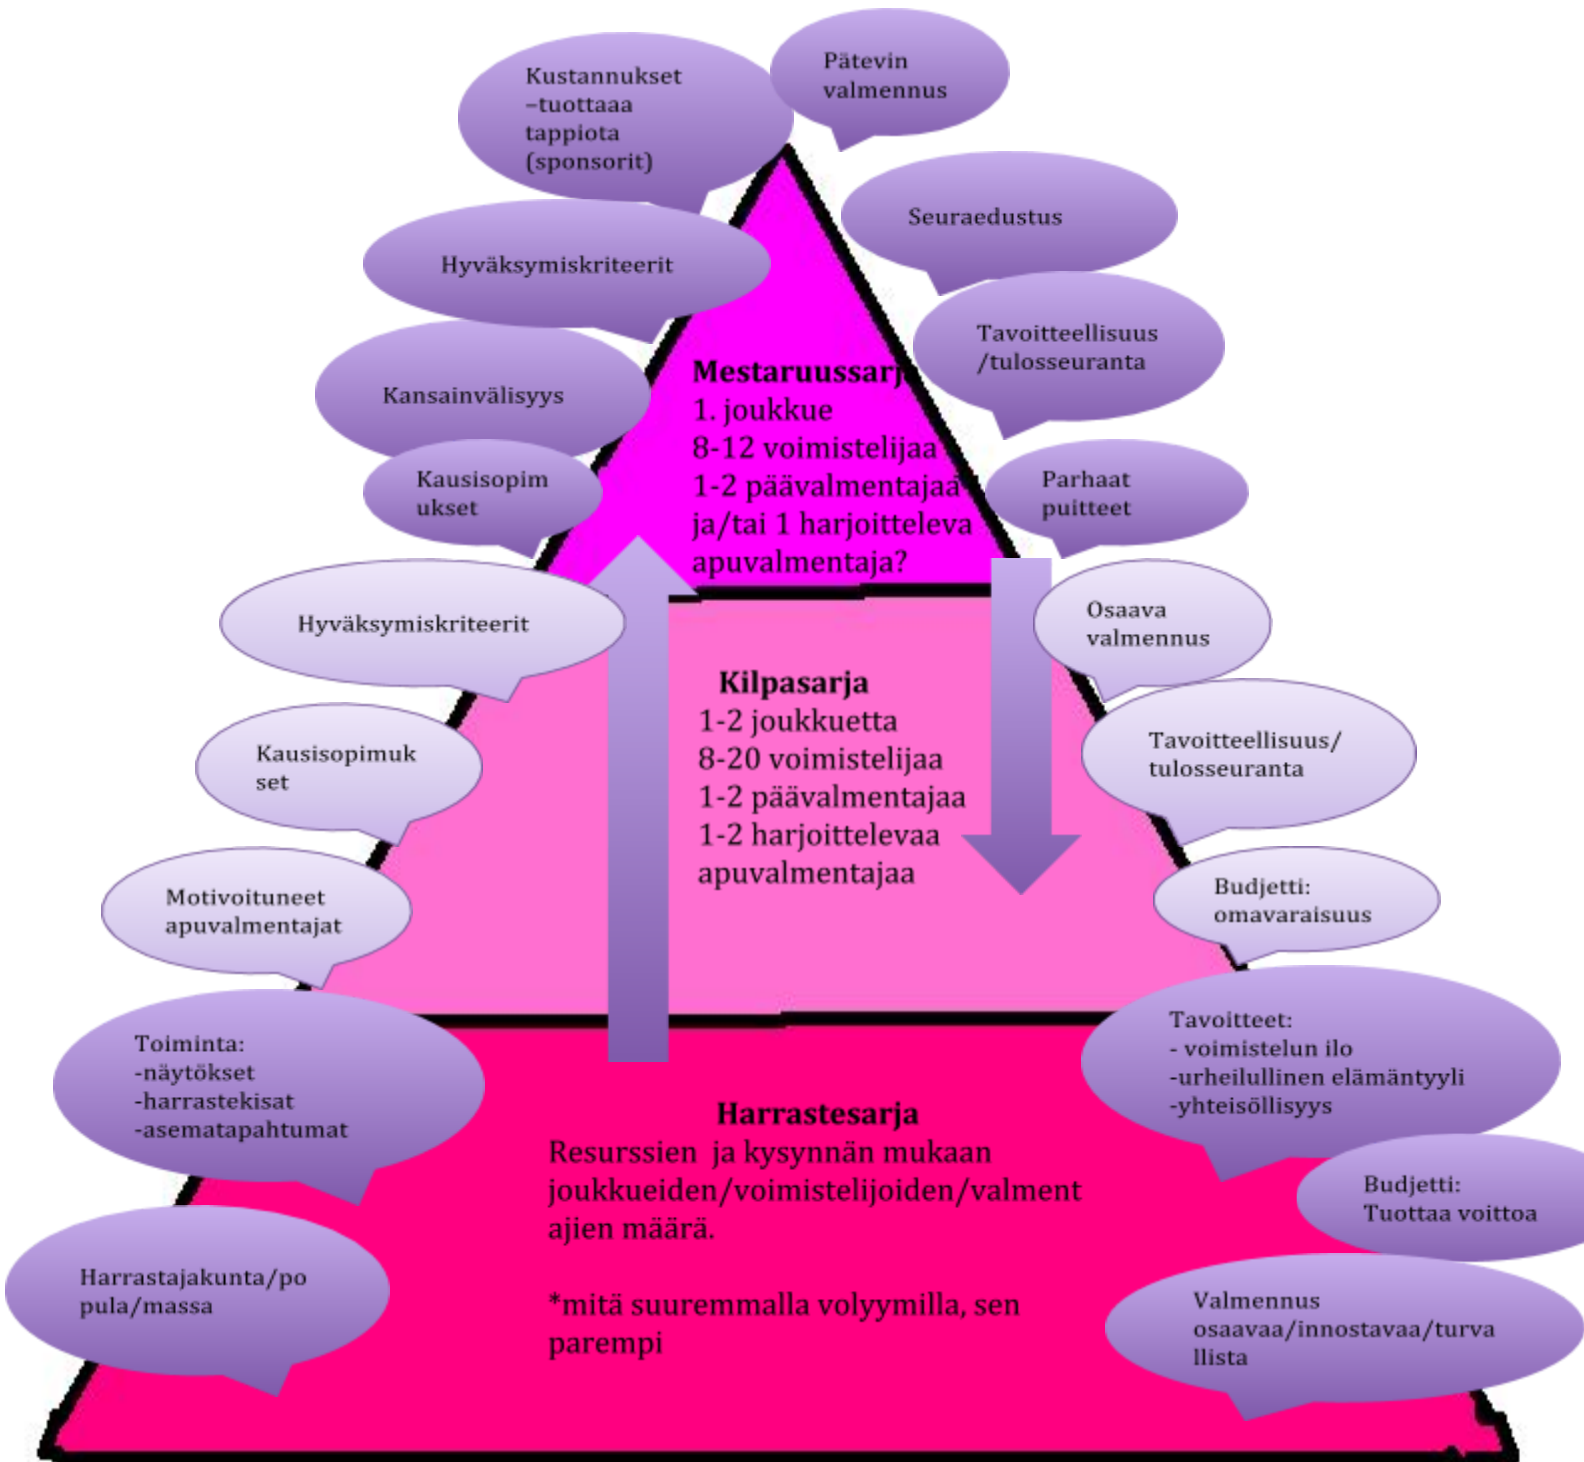 Kustannukset
–tuottaaa
tappiota
(sponsorit)
Pätevin
valmennus
Seuraedustus
Hyväksymiskriteerit
Tavoitteellisuus
/tulosseuranta
Kansainvälisyys
Kausisopim
ukset
Parhaat
puitteet
Mestaruussarj
1. joukkue
8-12 voimistelijaa
1-2 päävalmentajaa
ja/tai 1 harjoitteleva
apuvalmentaja?
Hyväksymiskriteerit
Osaava
valmennus
Kausisopimuk
set
Tavoitteellisuus/
tulosseuranta
Kilpasarja
1-2 joukkuetta
8-20 voimistelijaa
1-2 päävalmentajaa
1-2 harjoittelevaa
apuvalmentajaa
Motivoituneet
apuvalmentajat
Budjetti:
omavaraisuus
Toiminta:
-näytökset
-harrastekisat
-asematapahtumat
Tavoitteet:
- voimistelun ilo
-urheilullinen elämäntyyli
-yhteisöllisyys
Harrastesarja
Resurssien  ja kysynnän mukaan
joukkueiden/voimistelijoiden/valment
ajien määrä.
*mitä suuremmalla volyymilla, sen
parempi
Budjetti:
Tuottaa voittoa
Harrastajakunta/po
pula/massa
Valmennus
osaavaa/innostavaa/turva
llista